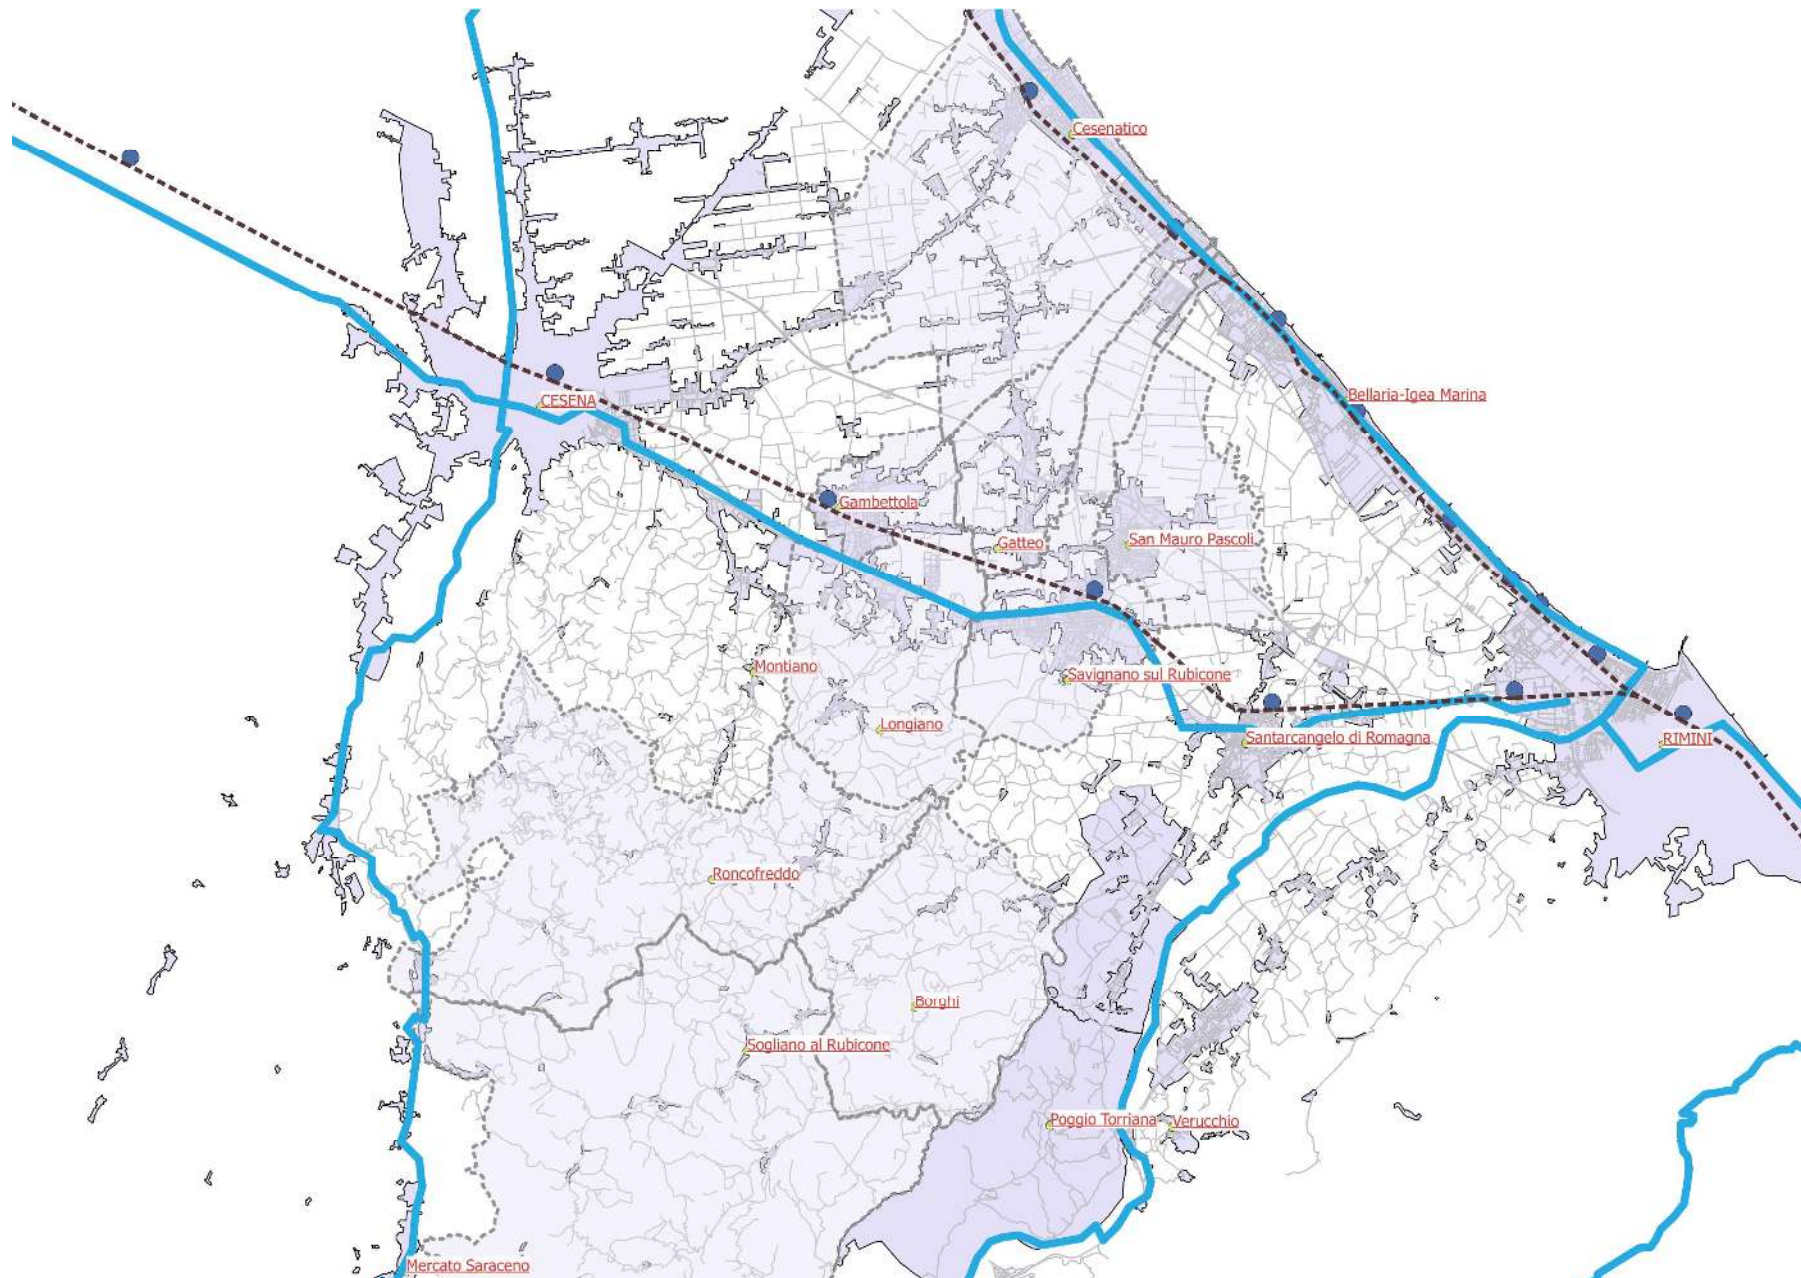 Cesenatico
Bellaria-Igea Marina
CESENA
Gambettola
Gatteo
San Mauro Pascoli
Montiano
Savignano sul Rubicone
Longiano
Santarcangelo di Romagna
RIMINI
Roncofreddo
Borghi
Sogliano al Rubicone
Poggio Torriana
Verucchio
Mercato Saraceno